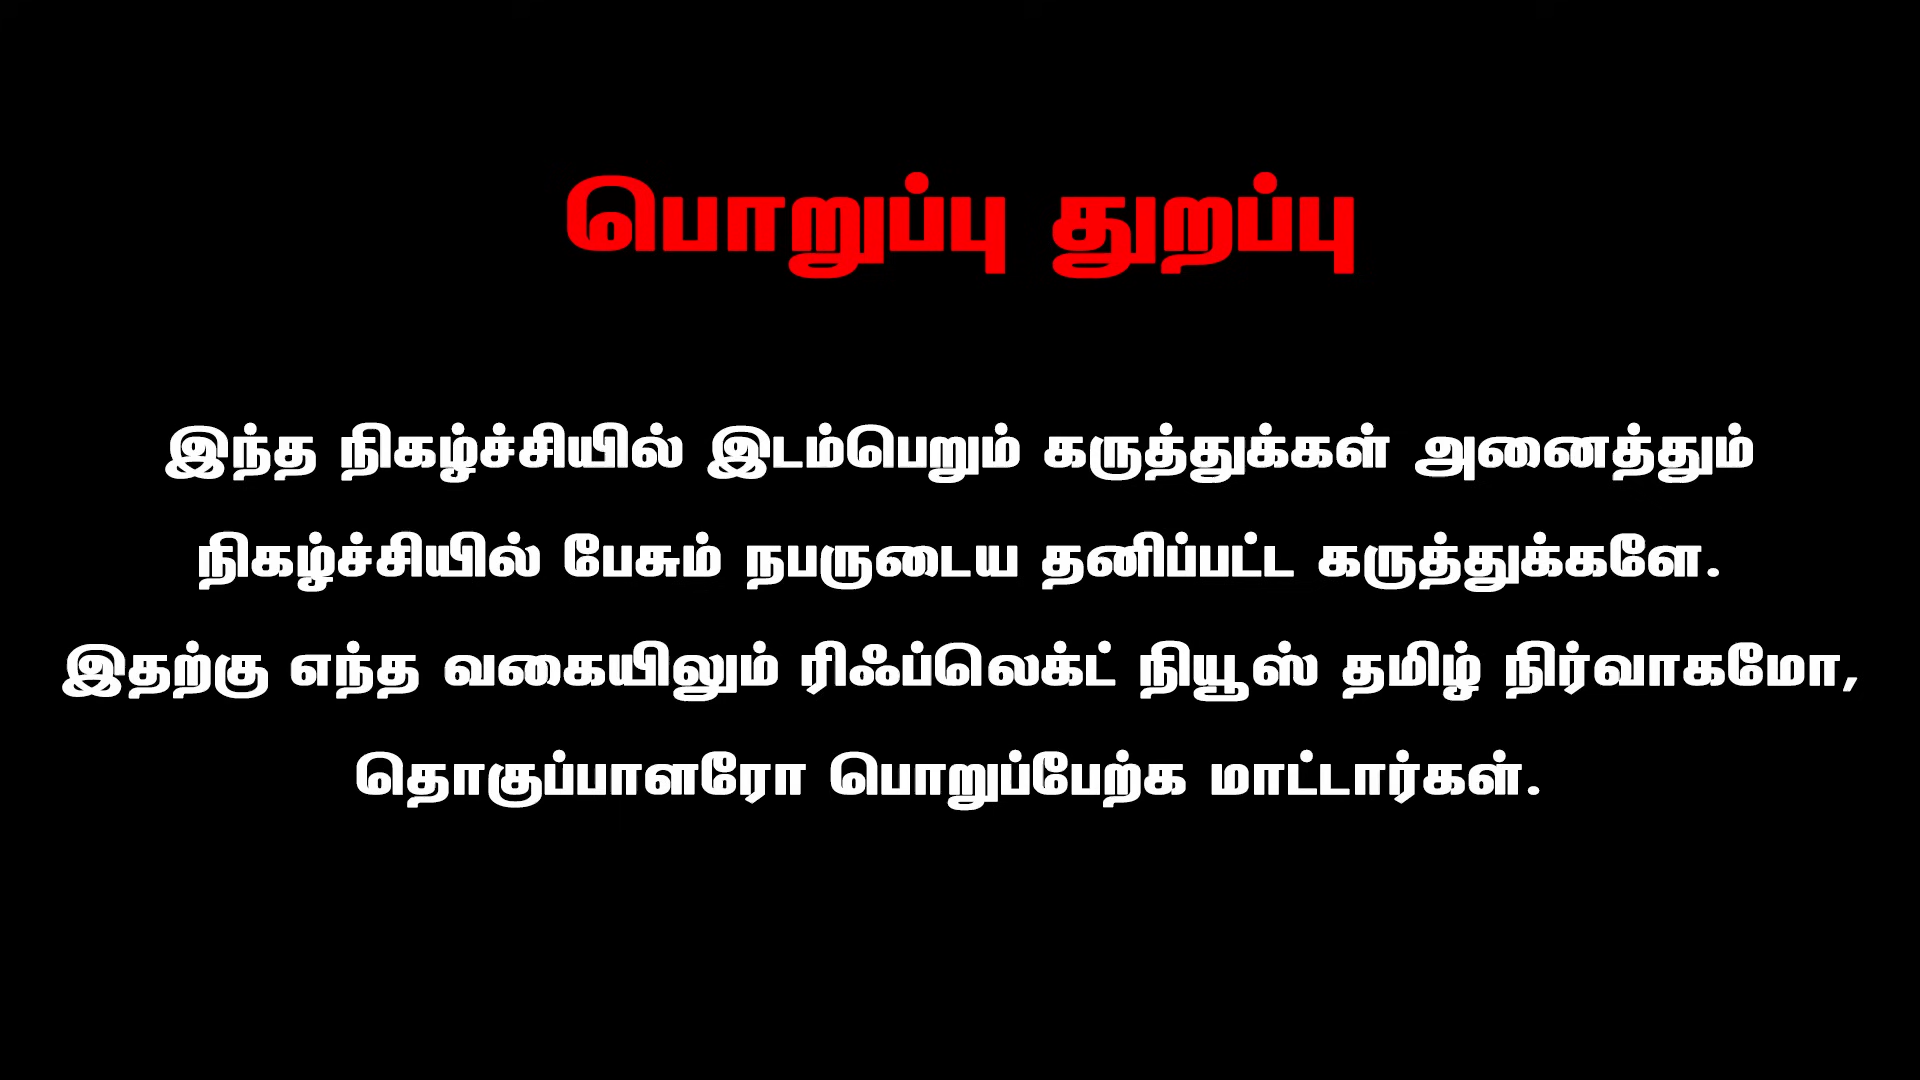 பொறுப்பு துறப்பு
இந்த நிகழ்ச்சியில் இடம்பெறும் கருத்துக்கள் அனைத்தும்
நிகழ்ச்சியில் பேசும் நபருடைய தனிப்பட்ட கருத்துக்களே.
இதற்கு எந்த வகையிலும் ரிஃப்லெக்ட் நியூஸ் தமிழ் நிர்வாகமோ,
தொகுப்பாளரோ பொறுப்பேற்க மாட்டார்கள்.